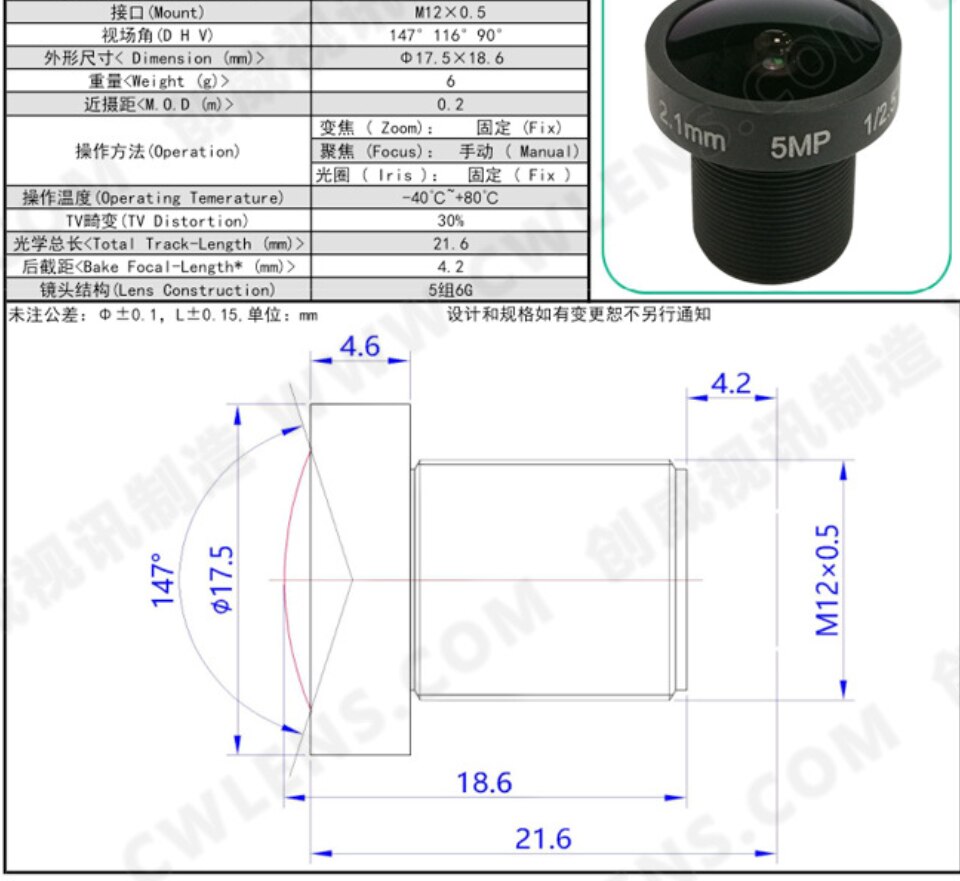 接口(Mount) M12×0.5
视场角(D H V) 147° 116° 90°
外形尺寸< Dimension (mm)> Φ17.5×18.6
重量<Weight (g)> 6
近摄距<M.O.D (m)> 0.2
操作方法(Operation)
变焦 ( Zoom): 固定 (Fix)
聚焦 (Focus): 手动 ( Manual)
光圈 ( Iris ): 固定 ( Fix )
操作温度(Operating Temerature) -40℃~+80℃
TV畸变(TV Distortion) 30%
光学总长<Total Track-Length (mm)> 21.6
后截距<Bake Focal-Length* (mm)> 4.2
镜头结构(Lens Construction) 5组6G
2.1mm 5MP 1/2.5
未注公差: Φ±0.1, L±0.15,单位: mm 设计和规格如有变更恕不另行通知
4.6
4.2
147°
ϕ17.5
M12×0.5
18.6
21.6
创威视讯制造 WWW.CWLENS.COM